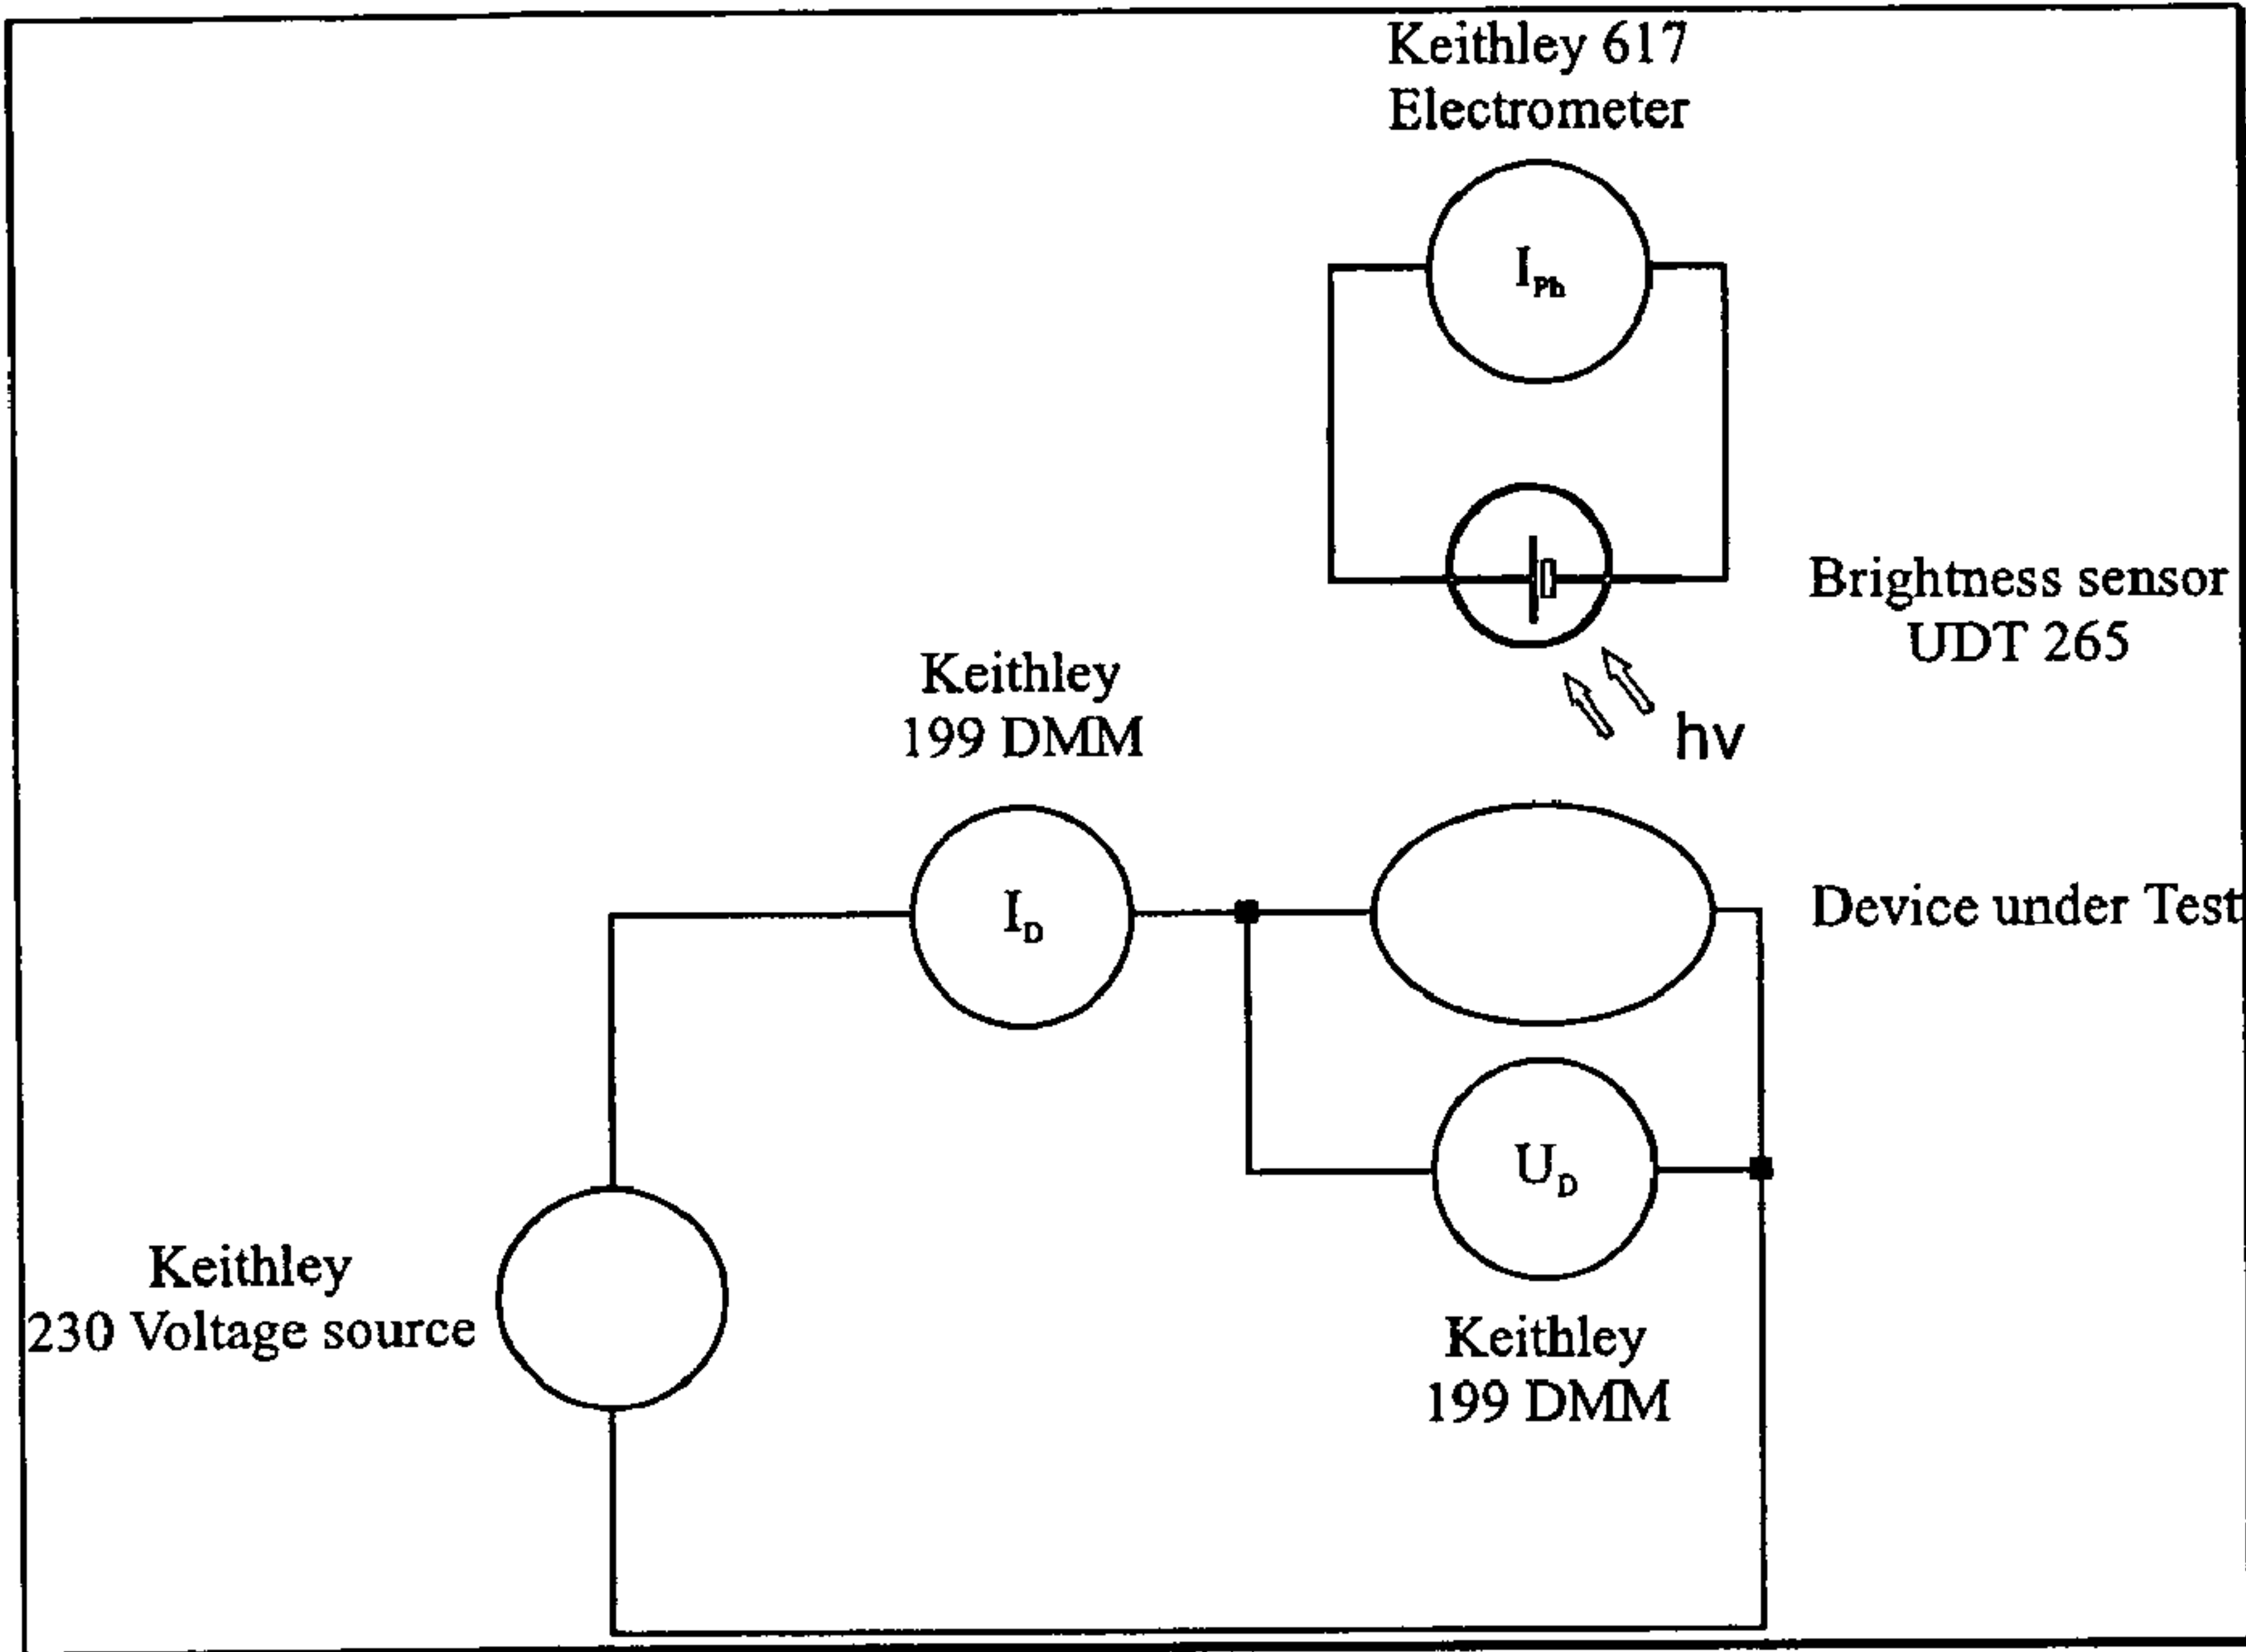 Keithley 617
Electrometer
I_Ph
Brightness sensor
UDT 265
hν
Keithley
199 DMM
I_D
Device under Test
U_D
Keithley
230 Voltage source
Keithley
199 DMM